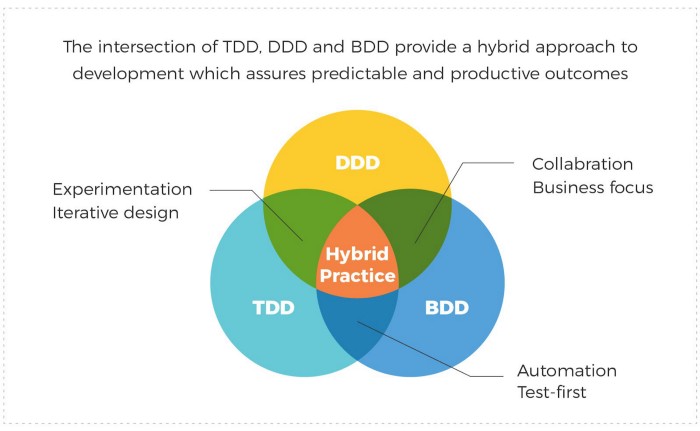 The intersection of TDD, DDD and BDD provide a hybrid approach to
development which assures predictable and productive outcomes
DDD
Collabration
Business focus
Experimentation
Iterative design
Hybrid
Practice
TDD
BDD
Automation
Test-first